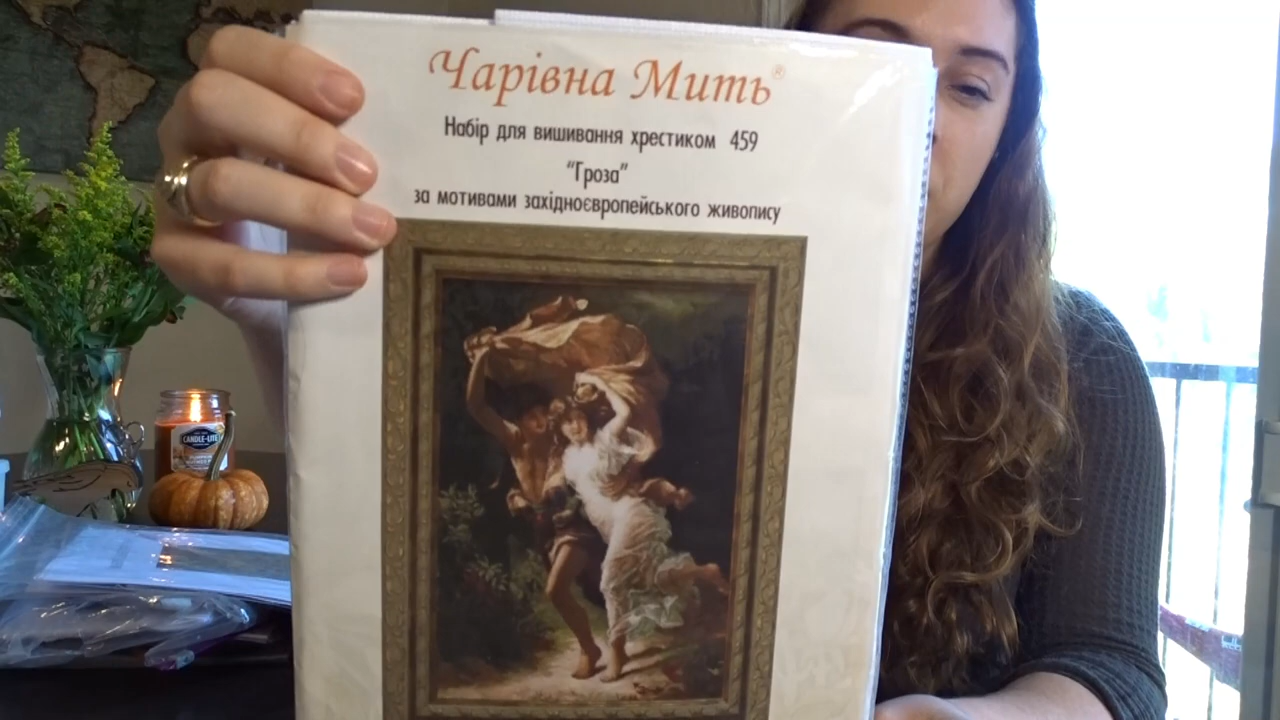 Чарівна Мить®
Набір для вишивання хрестиком 459
"Гроза"
за мотивами західноєвропейського живопису
CANDLE-LITE